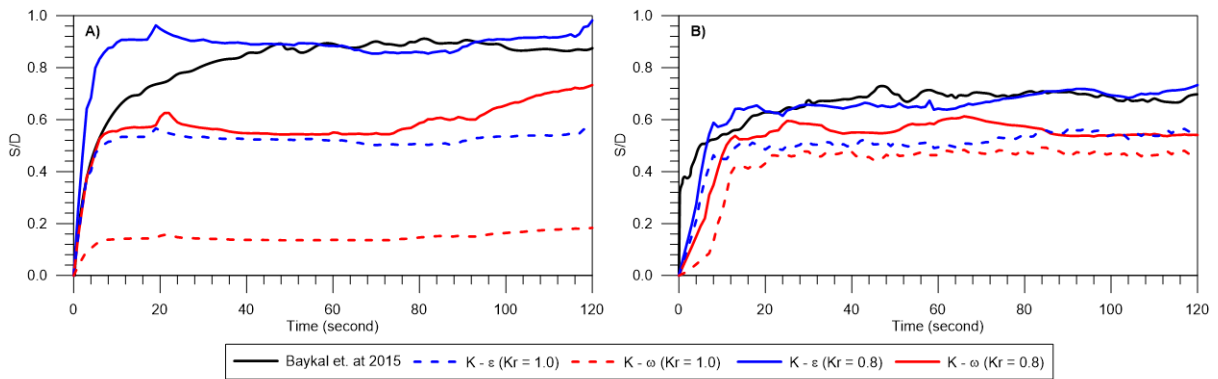 A)
1.0
0.8
0.6
0.4
0.2
0.0
S/D
0 20 40 60 80 100 120
Time (second)
B)
1.0
0.8
0.6
0.4
0.2
0.0
S/D
0 20 40 60 80 100 120
Time (second)
Baykal et. at 2015 K - ε (Kr = 1.0) K - ω (Kr = 1.0) K - ε (Kr = 0.8) K - ω (Kr = 0.8)